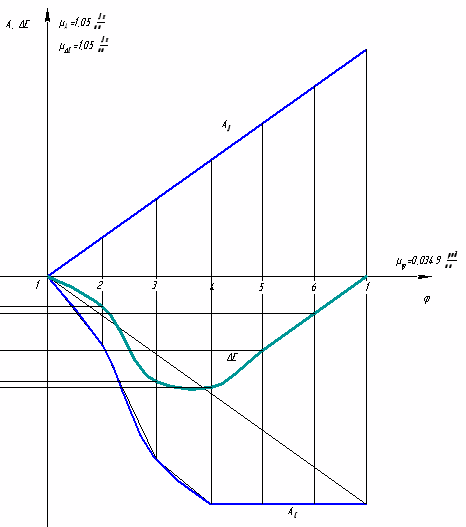 A, ΔE
μA=1,05 Дж/мм
μΔE=1,05 Дж/мм
Aд
μφ=0,0349 рад/мм
1 2 3 4 5 6 1
φ
ΔE
Ac